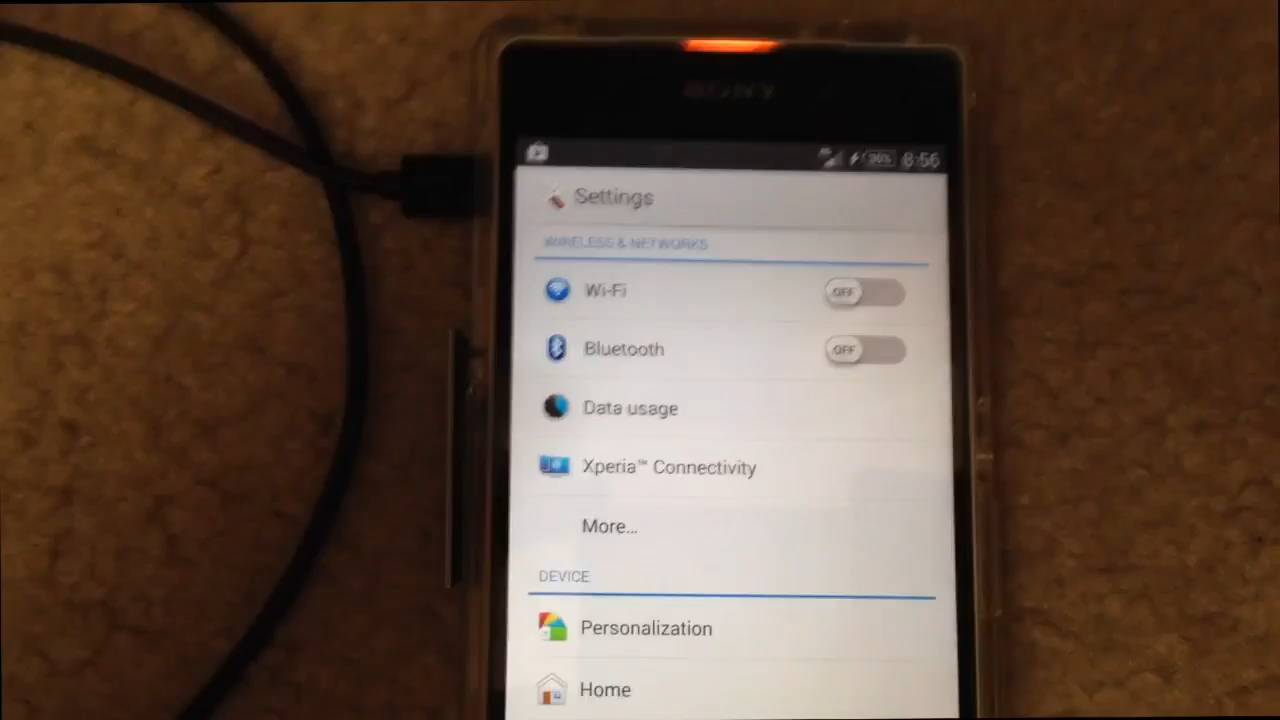 SONY
8:56
Settings
WIRELESS & NETWORKS
Wi-Fi
OFF
Bluetooth
OFF
Data usage
Xperia™ Connectivity
More...
DEVICE
Personalization
Home